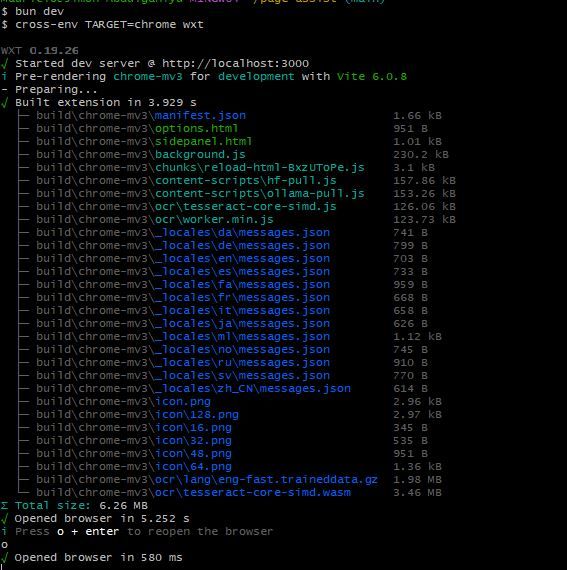 $ bun dev
$ cross-env TARGET=chrome wxt
WXT 0.19.26
√ Started dev server @ http://localhost:3000
i Pre-rendering chrome-mv3 for development with Vite 6.0.8
- Preparing...
√ Built extension in 3.929 s
├─ build\chrome-mv3\manifest.json 1.66 kB
├─ build\chrome-mv3\options.html 951 B
├─ build\chrome-mv3\sidepanel.html 1.01 kB
├─ build\chrome-mv3\background.js 230.2 kB
├─ build\chrome-mv3\chunks\reload-html-BxzUToPe.js 3.1 kB
├─ build\chrome-mv3\content-scripts\hf-pull.js 157.86 kB
├─ build\chrome-mv3\content-scripts\ollama-pull.js 153.26 kB
├─ build\chrome-mv3\ocr\tesseract-core-simd.js 126.06 kB
├─ build\chrome-mv3\ocr\worker.min.js 123.73 kB
├─ build\chrome-mv3\_locales\da\messages.json 741 B
├─ build\chrome-mv3\_locales\de\messages.json 799 B
├─ build\chrome-mv3\_locales\en\messages.json 703 B
├─ build\chrome-mv3\_locales\es\messages.json 733 B
├─ build\chrome-mv3\_locales\fa\messages.json 959 B
├─ build\chrome-mv3\_locales\fr\messages.json 668 B
├─ build\chrome-mv3\_locales\it\messages.json 658 B
├─ build\chrome-mv3\_locales\ja\messages.json 626 B
├─ build\chrome-mv3\_locales\ml\messages.json 1.12 kB
├─ build\chrome-mv3\_locales\no\messages.json 745 B
├─ build\chrome-mv3\_locales\ru\messages.json 910 B
├─ build\chrome-mv3\_locales\sv\messages.json 770 B
├─ build\chrome-mv3\_locales\zh_CN\messages.json 614 B
├─ build\chrome-mv3\icon.png 2.96 kB
├─ build\chrome-mv3\icon\128.png 2.97 kB
├─ build\chrome-mv3\icon\16.png 345 B
├─ build\chrome-mv3\icon\32.png 535 B
├─ build\chrome-mv3\icon\48.png 951 B
├─ build\chrome-mv3\icon\64.png 1.36 kB
├─ build\chrome-mv3\ocr\lang\eng-fast.traineddata.gz 1.98 MB
└─ build\chrome-mv3\ocr\tesseract-core-simd.wasm 3.46 MB
Σ Total size: 6.26 MB
√ Opened browser in 5.252 s
i Press o + enter to reopen the browser
o
√ Opened browser in 580 ms